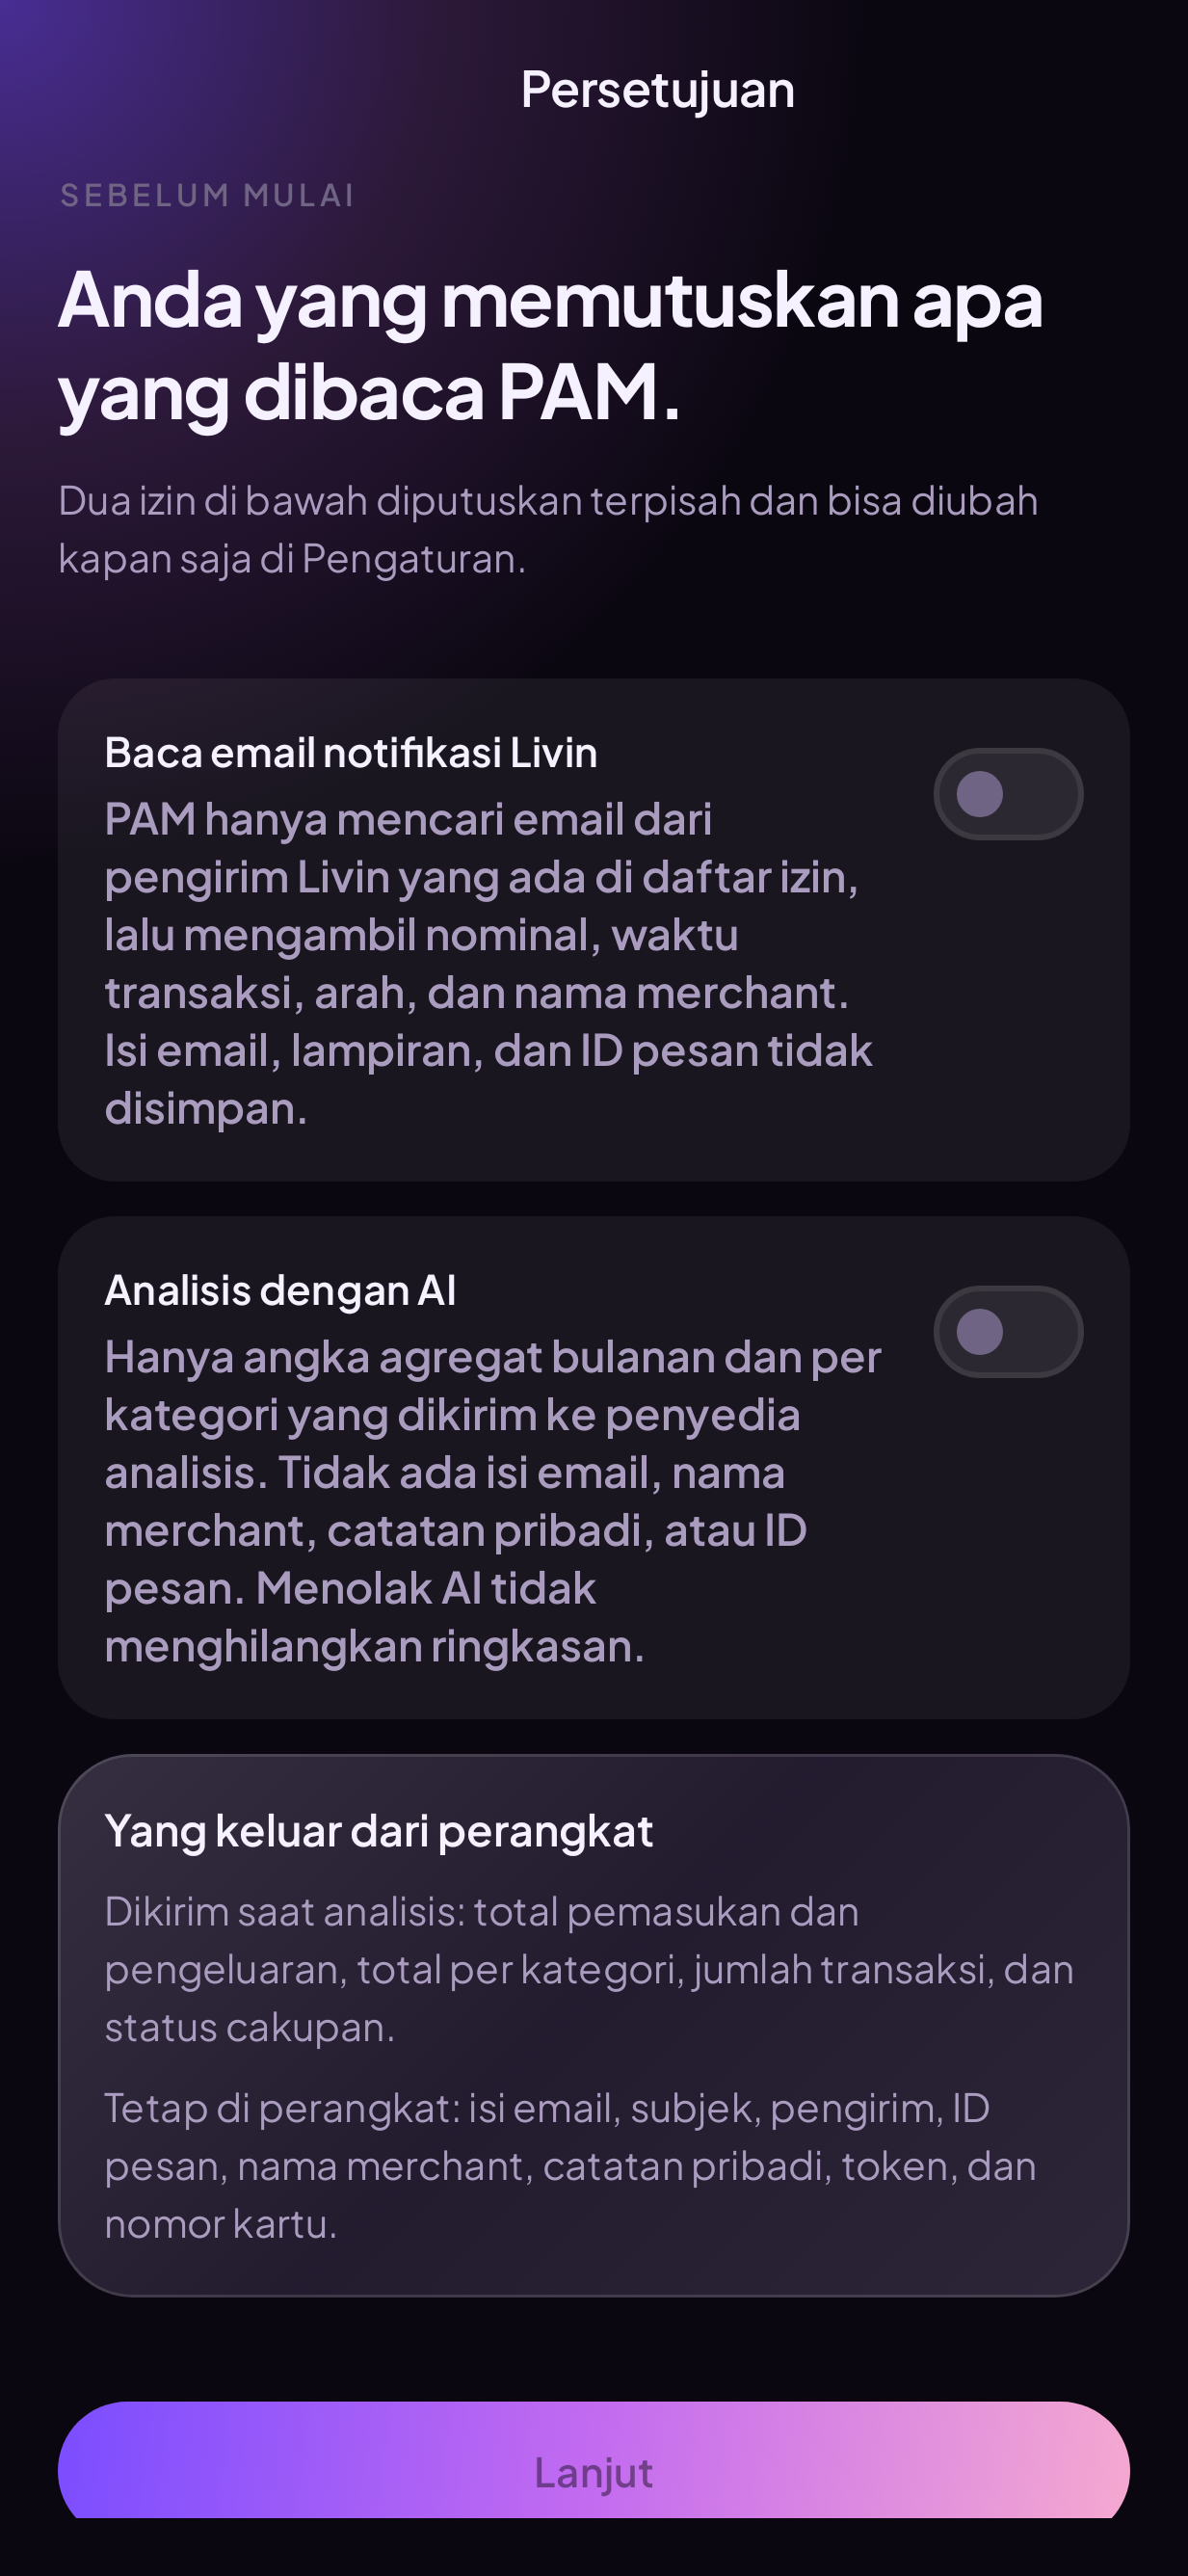 Persetujuan
SEBELUM MULAI
Anda yang memutuskan apa
yang dibaca PAM.
Dua izin di bawah diputuskan terpisah dan bisa diubah
kapan saja di Pengaturan.
Baca email notifikasi Livin
PAM hanya mencari email dari
pengirim Livin yang ada di daftar izin,
lalu mengambil nominal, waktu
transaksi, arah, dan nama merchant.
Isi email, lampiran, dan ID pesan tidak
disimpan.
Analisis dengan AI
Hanya angka agregat bulanan dan per
kategori yang dikirim ke penyedia
analisis. Tidak ada isi email, nama
merchant, catatan pribadi, atau ID
pesan. Menolak AI tidak
menghilangkan ringkasan.
Yang keluar dari perangkat
Dikirim saat analisis: total pemasukan dan
pengeluaran, total per kategori, jumlah transaksi, dan
status cakupan.
Tetap di perangkat: isi email, subjek, pengirim, ID
pesan, nama merchant, catatan pribadi, token, dan
nomor kartu.
Lanjut